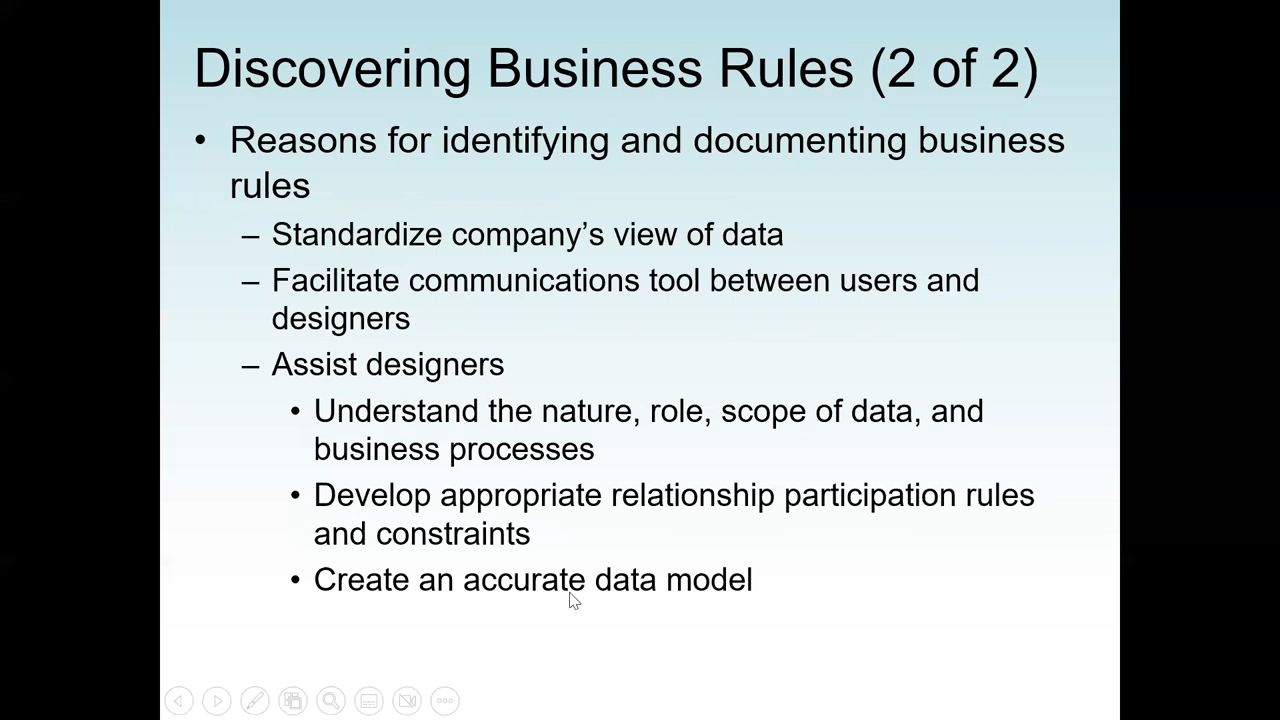 Discovering Business Rules (2 of 2)
• Reasons for identifying and documenting business
rules
– Standardize company’s view of data
– Facilitate communications tool between users and
designers
– Assist designers
• Understand the nature, role, scope of data, and
business processes
• Develop appropriate relationship participation rules
and constraints
• Create an accurate data model